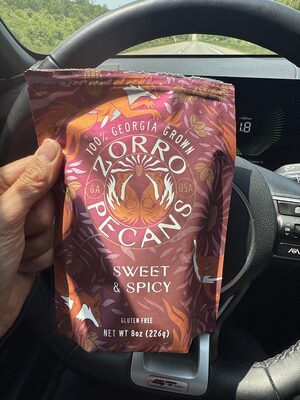 100% GEORGIA GROWN
ZORRO
GA USA
PECANS
SWEET
& SPICY
GLUTEN FREE
NET WT 8oz (226g)